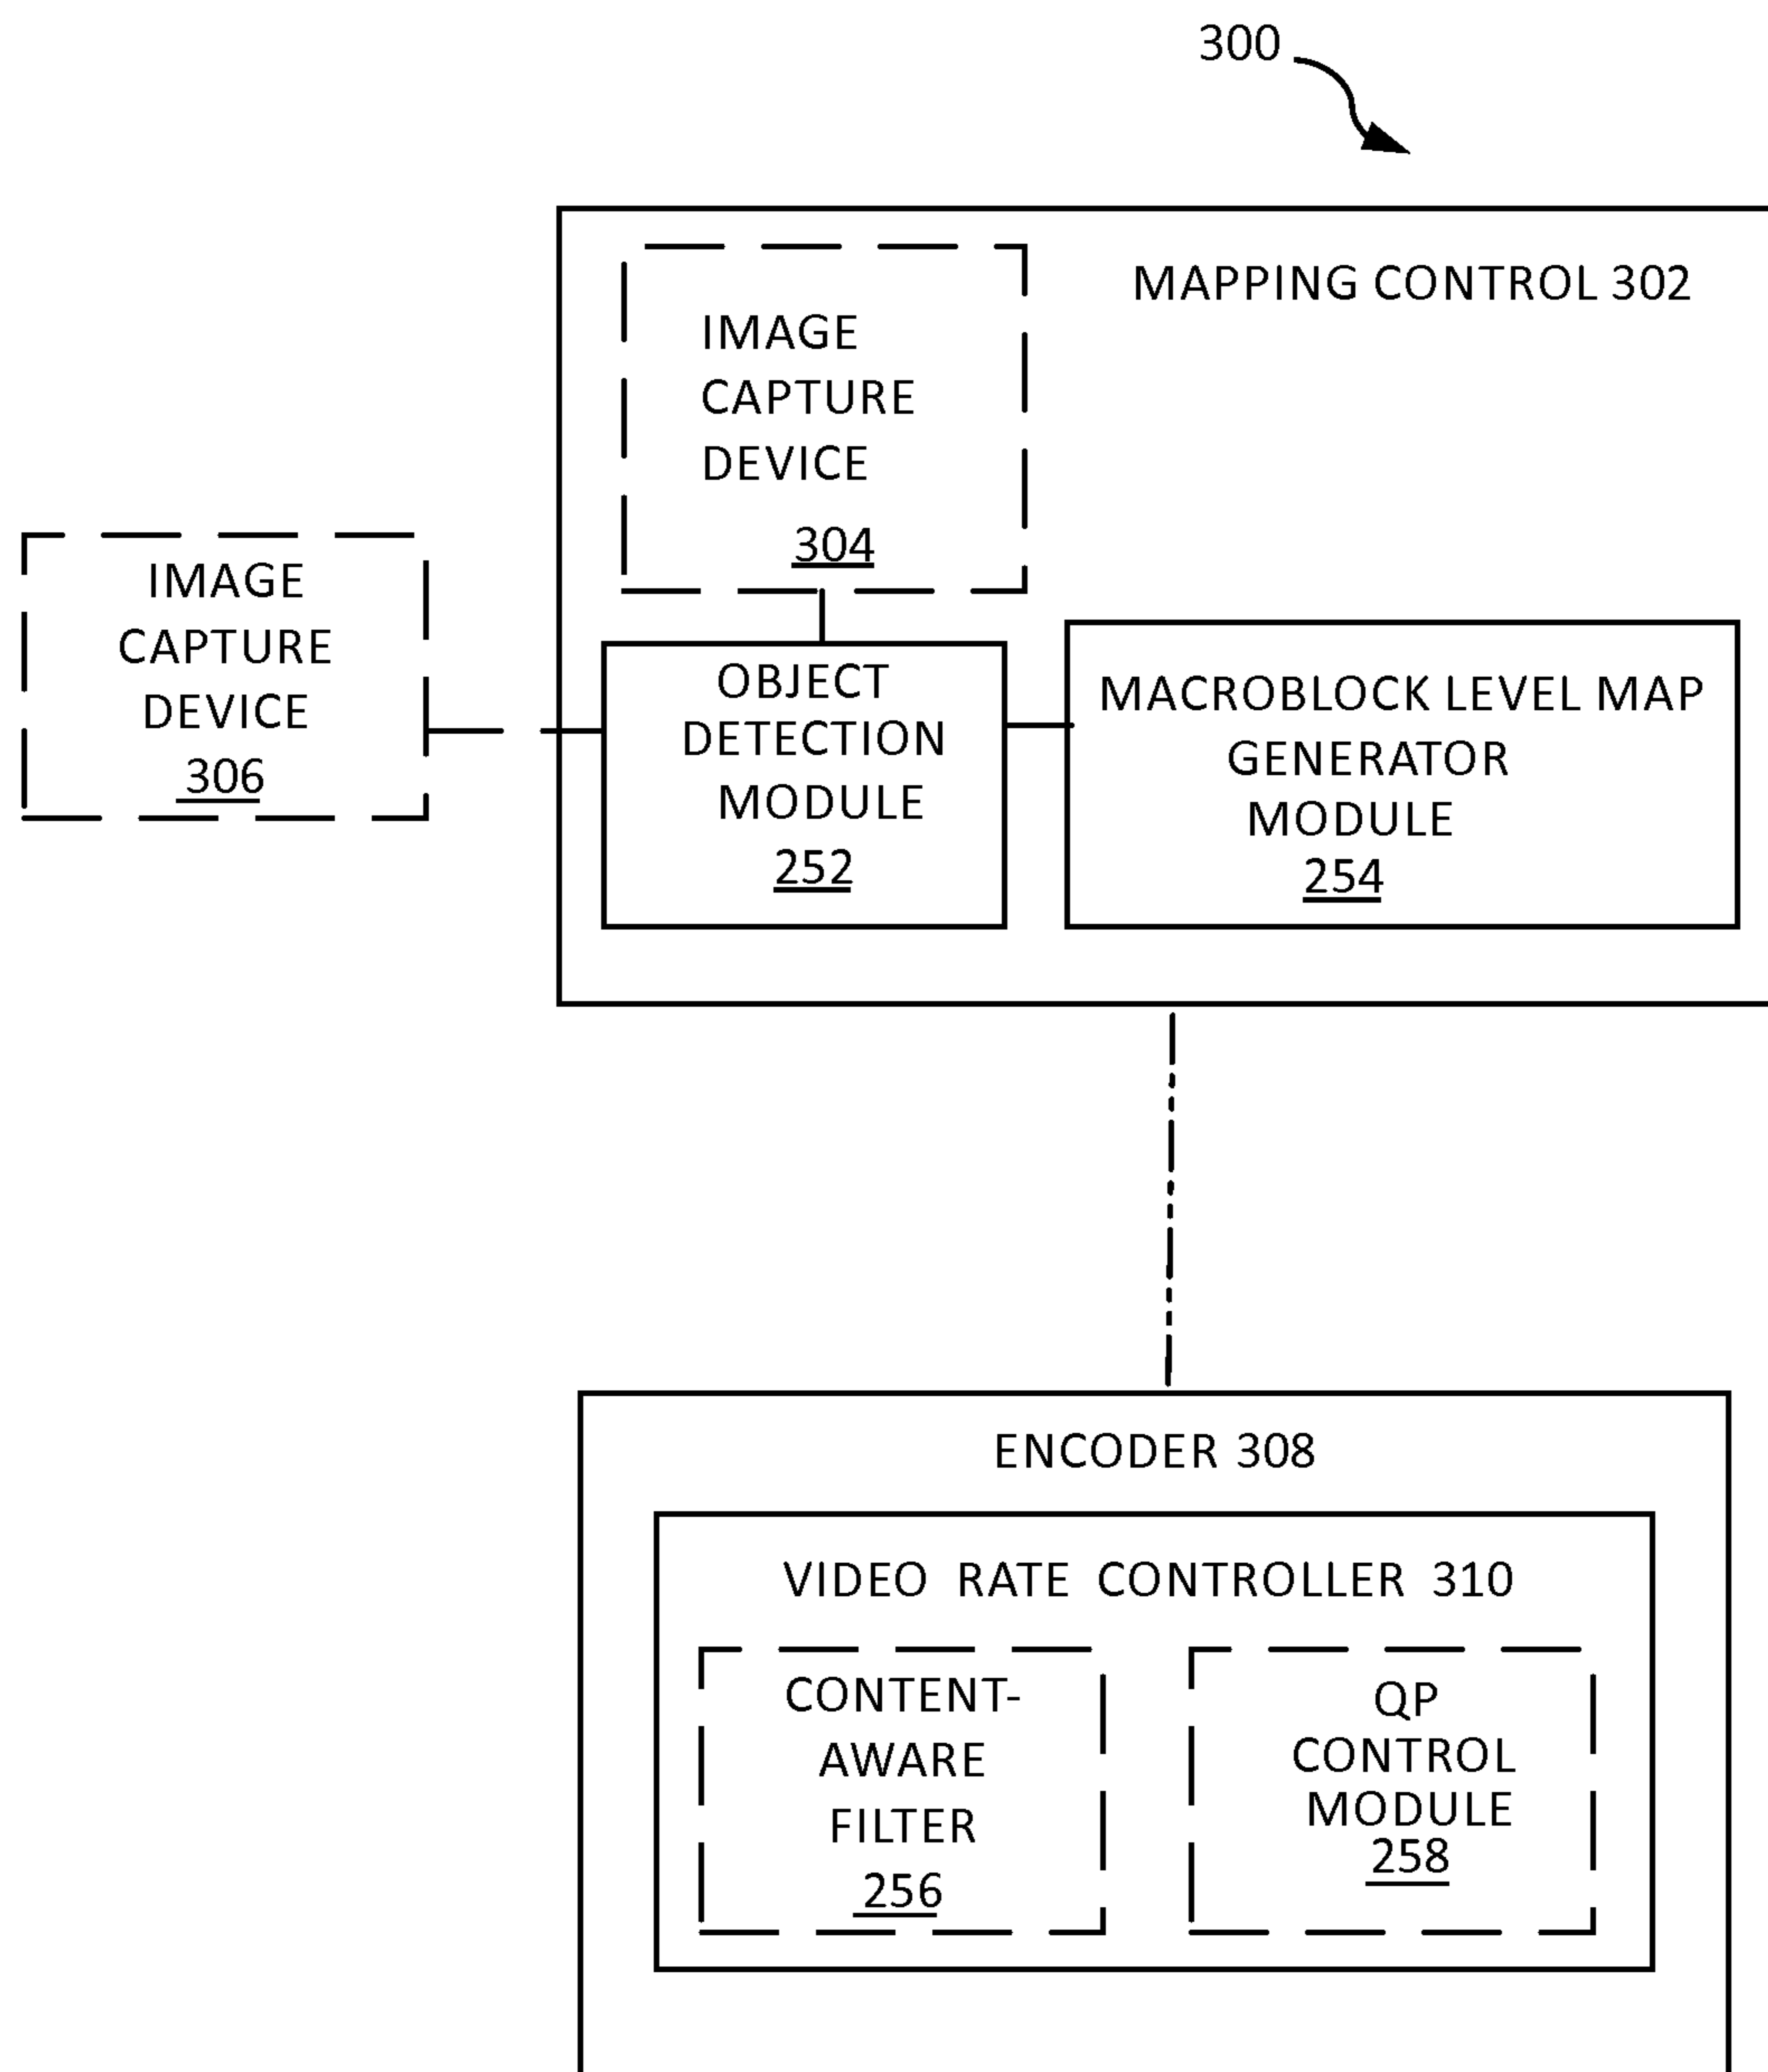 300
MAPPING CONTROL 302
IMAGE
CAPTURE
DEVICE
304
IMAGE
CAPTURE
DEVICE
306
OBJECT
DETECTION
MODULE
252
MACROBLOCK LEVEL MAP
GENERATOR
MODULE
254
ENCODER 308
VIDEO RATE CONTROLLER 310
CONTENT-
AWARE
FILTER
256
QP
CONTROL
MODULE
258